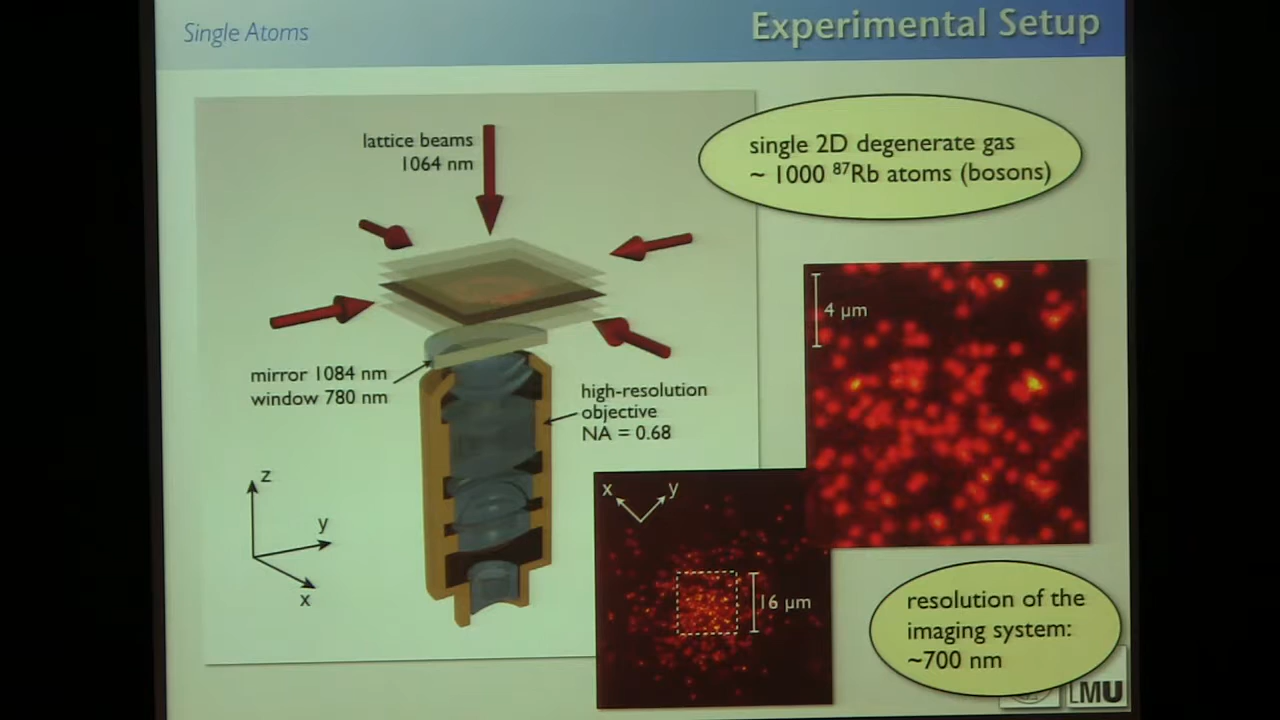 Single Atoms
Experimental Setup
lattice beams
1064 nm
single 2D degenerate gas
~ 1000 ⁸⁷Rb atoms (bosons)
4 µm
mirror 1084 nm
window 780 nm
high-resolution
objective
NA = 0.68
z
y
x
x
y
16 µm
resolution of the
imaging system:
~700 nm
LMU